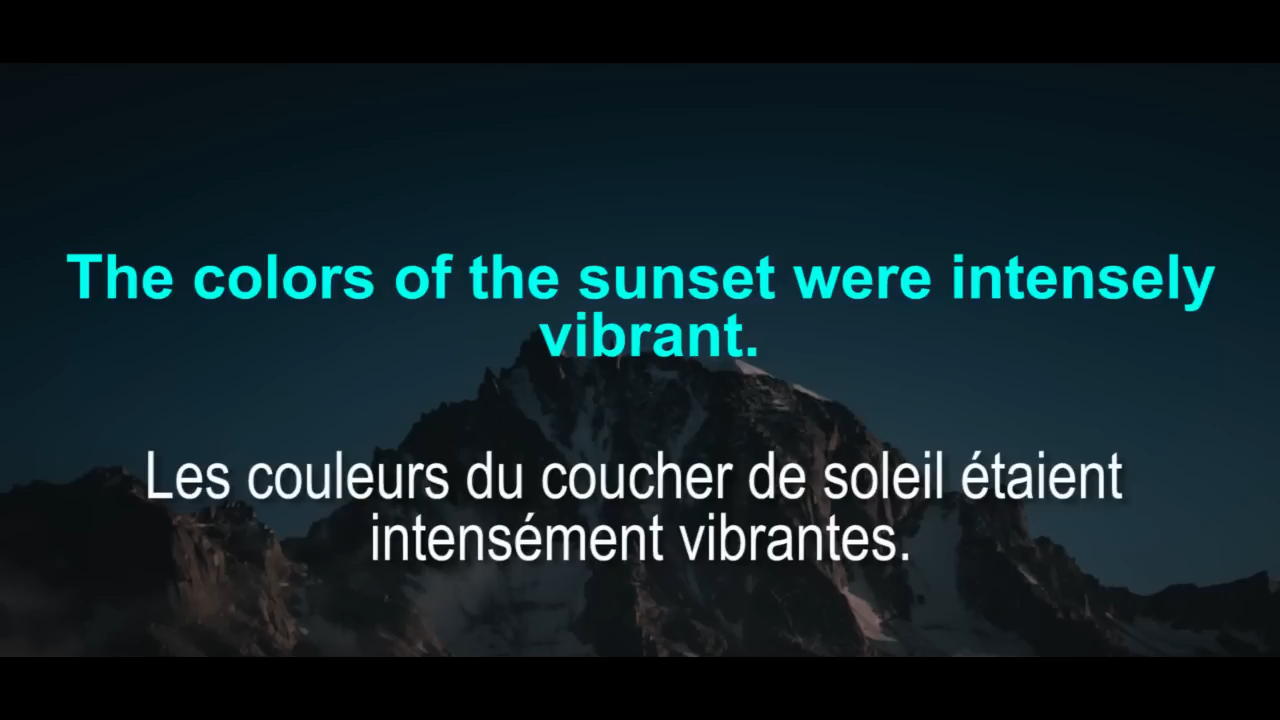 The colors of the sunset were intensely
vibrant.
Les couleurs du coucher de soleil étaient
intensément vibrantes.